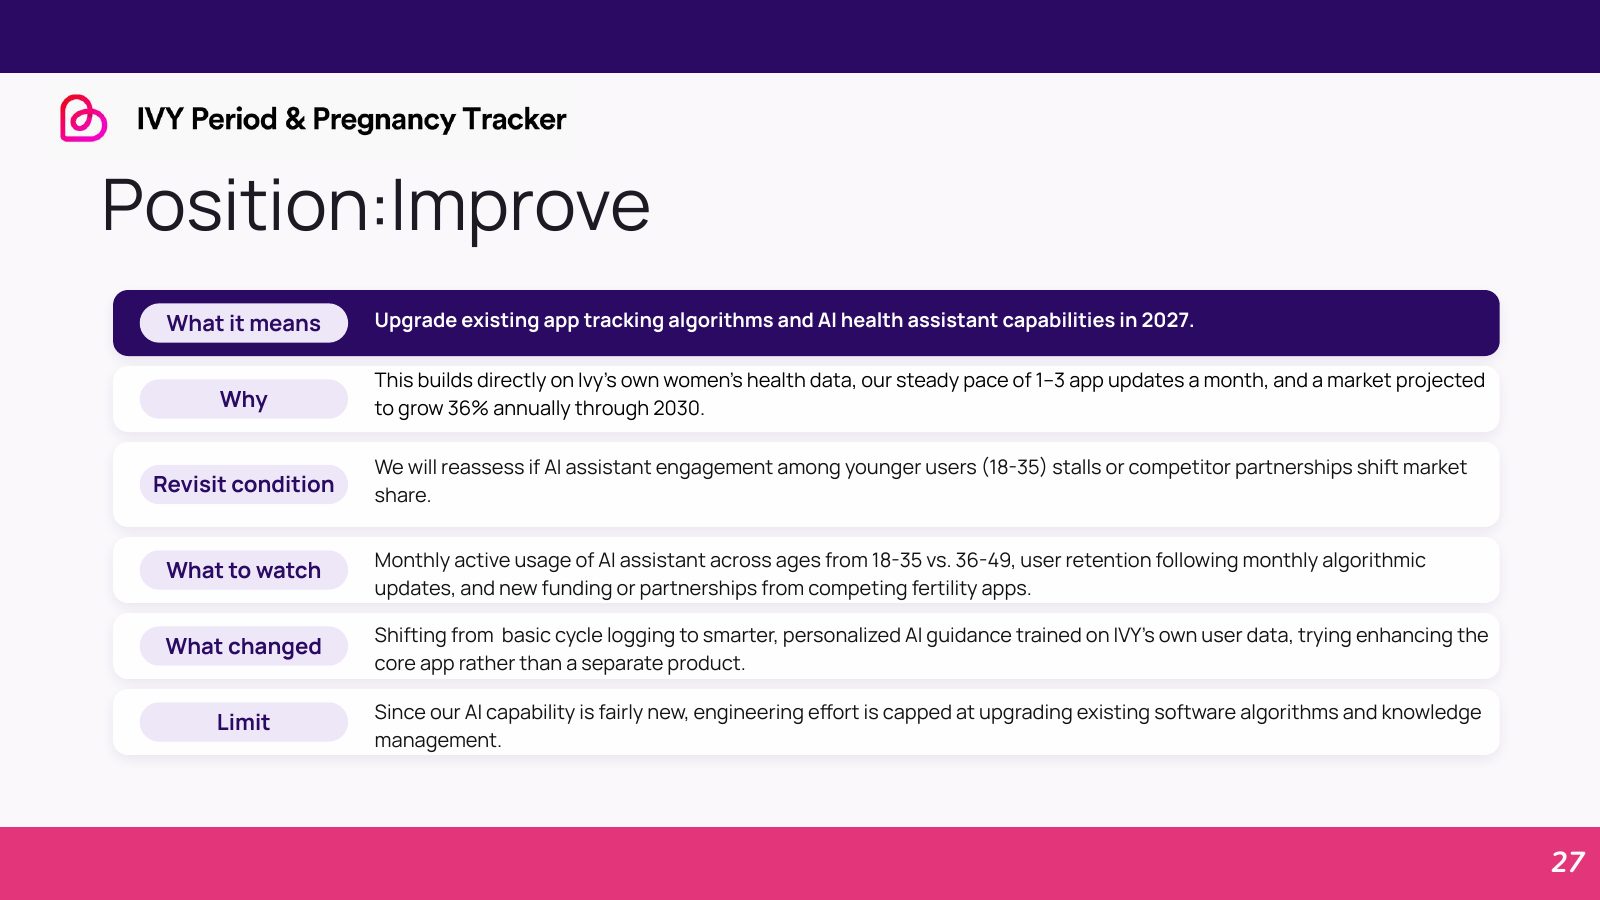 IVY Period & Pregnancy Tracker
Position:Improve
What it means
Upgrade existing app tracking algorithms and AI health assistant capabilities in 2027.
Why
This builds directly on Ivy's own women's health data, our steady pace of 1–3 app updates a month, and a market projected
to grow 36% annually through 2030.
Revisit condition
We will reassess if AI assistant engagement among younger users (18-35) stalls or competitor partnerships shift market
share.
What to watch
Monthly active usage of AI assistant across ages from 18-35 vs. 36-49, user retention following monthly algorithmic
updates, and new funding or partnerships from competing fertility apps.
What changed
Shifting from  basic cycle logging to smarter, personalized AI guidance trained on IVY's own user data, trying enhancing the
core app rather than a separate product.
Limit
Since our AI capability is fairly new, engineering effort is capped at upgrading existing software algorithms and knowledge
management.
27